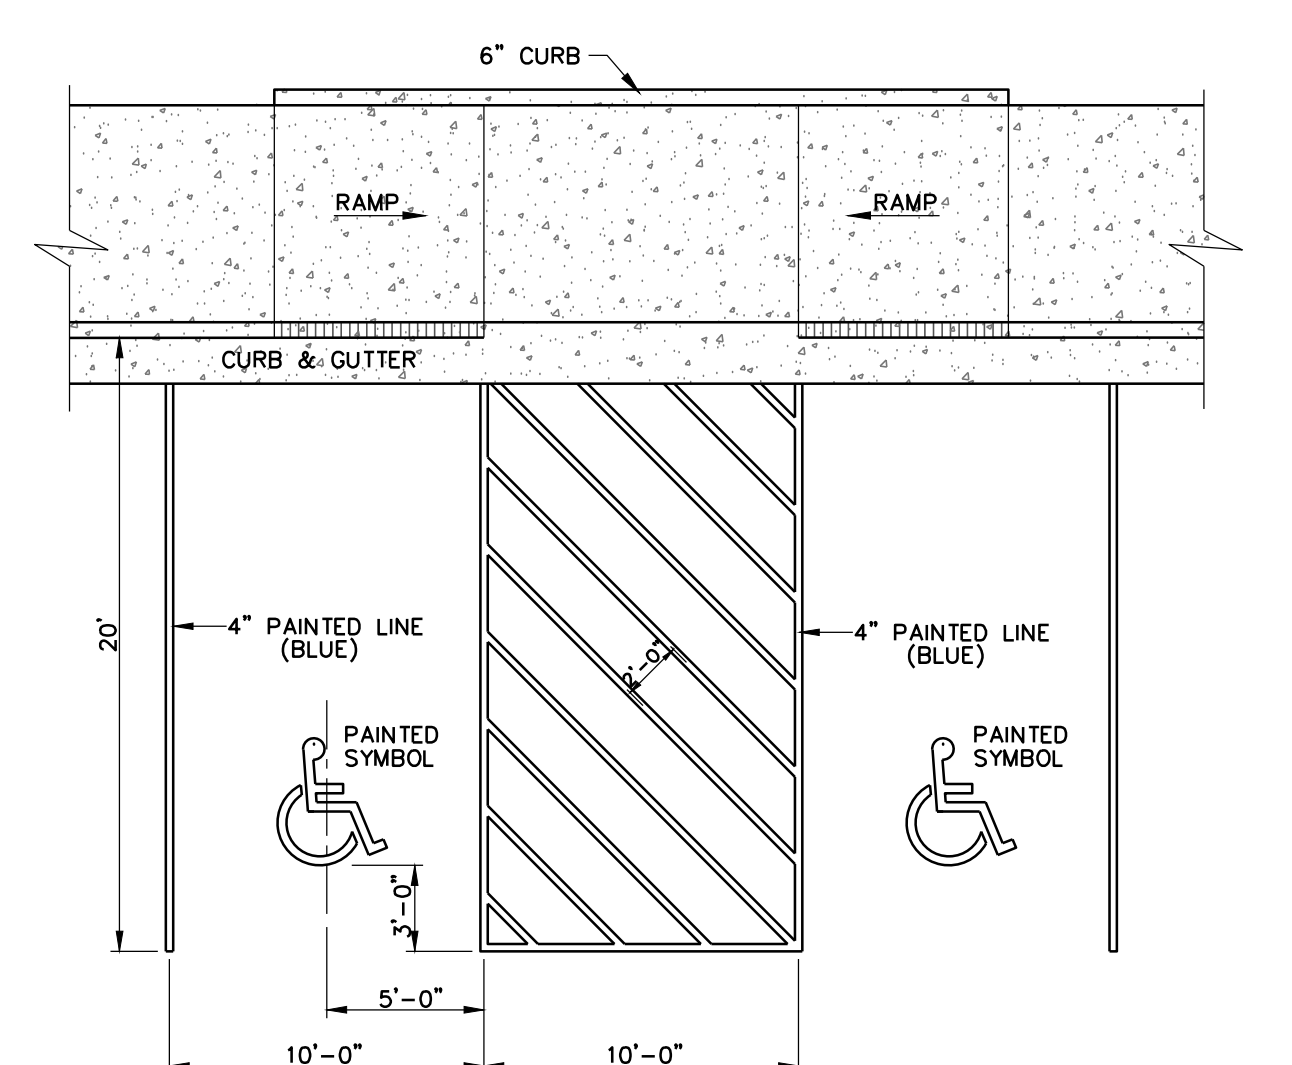 6" CURB
RAMP
RAMP
CURB & GUTTER
20'
4" PAINTED LINE
(BLUE)
4" PAINTED LINE
(BLUE)
2'-0"
PAINTED
SYMBOL
PAINTED
SYMBOL
3'-0"
5'-0"
10'-0"
10'-0"